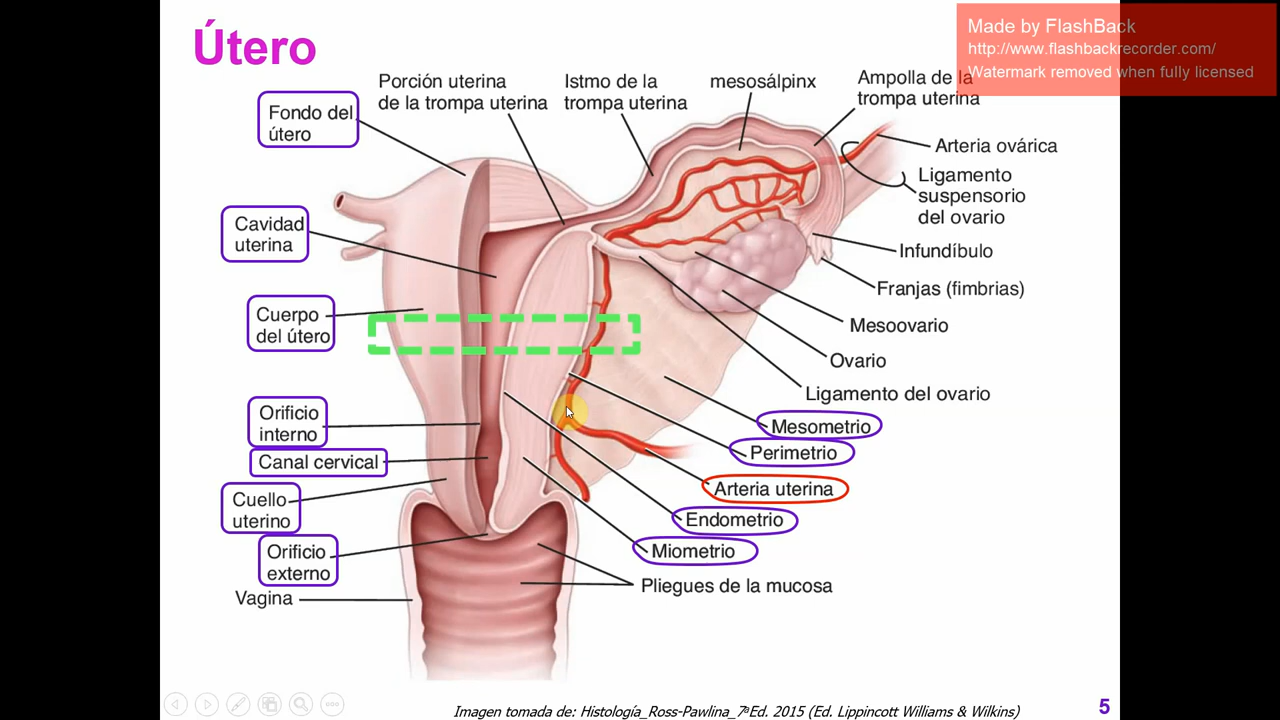 Útero
Made by FlashBack
http://www.flashbackrecorder.com/
Watermark removed when fully licensed
Porción uterina
de la trompa uterina
Istmo de la
trompa uterina
mesosálpinx
Ampolla de la
trompa uterina
Fondo del
útero
Arteria ovárica
Ligamento
suspensorio
del ovario
Cavidad
uterina
Infundíbulo
Franjas (fimbrias)
Cuerpo
del útero
Mesoovario
Ovario
Ligamento del ovario
Orificio
interno
Mesometrio
Perimetrio
Canal cervical
Arteria uterina
Cuello
uterino
Endometrio
Orificio
externo
Miometrio
Pliegues de la mucosa
Vagina
Imagen tomada de: Histología_Ross-Pawlina_7ªEd. 2015 (Ed. Lippincott Williams & Wilkins)
5